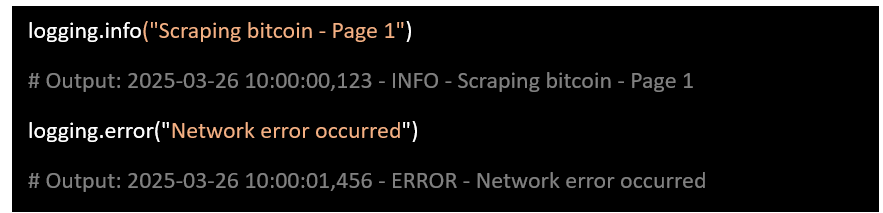 logging.info("Scraping bitcoin - Page 1")
# Output: 2025-03-26 10:00:00,123 - INFO - Scraping bitcoin - Page 1
logging.error("Network error occurred")
# Output: 2025-03-26 10:00:01,456 - ERROR - Network error occurred